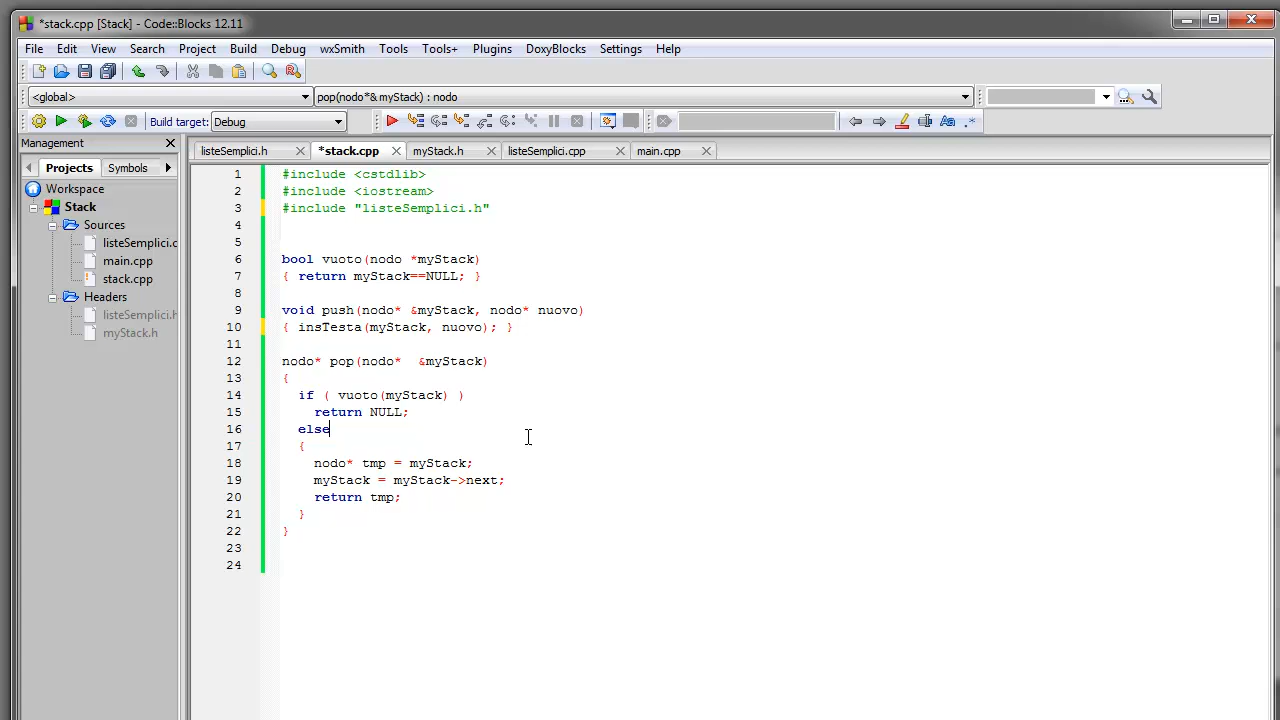 *stack.cpp [Stack] - Code::Blocks 12.11
File Edit View Search Project Build Debug wxSmith Tools Tools+ Plugins DoxyBlocks Settings Help
<global> pop(nodo*& myStack) : nodo
Build target: Debug
Aa .*
Management
listeSemplici.h *stack.cpp myStack.h listeSemplici.cpp main.cpp
Projects Symbols
Workspace
Stack
Sources
listeSemplici.c
main.cpp
stack.cpp
Headers
listeSemplici.h
myStack.h
1 #include <cstdlib>
2 #include <iostream>
3 #include "listeSemplici.h"
4
5
6 bool vuoto(nodo *myStack)
7 { return myStack==NULL; }
8
9 void push(nodo* &myStack, nodo* nuovo)
10 { insTesta(myStack, nuovo); }
11
12 nodo* pop(nodo*  &myStack)
13 {
14   if ( vuoto(myStack) )
15     return NULL;
16   else
17   {
18     nodo* tmp = myStack;
19     myStack = myStack->next;
20     return tmp;
21   }
22 }
23
24